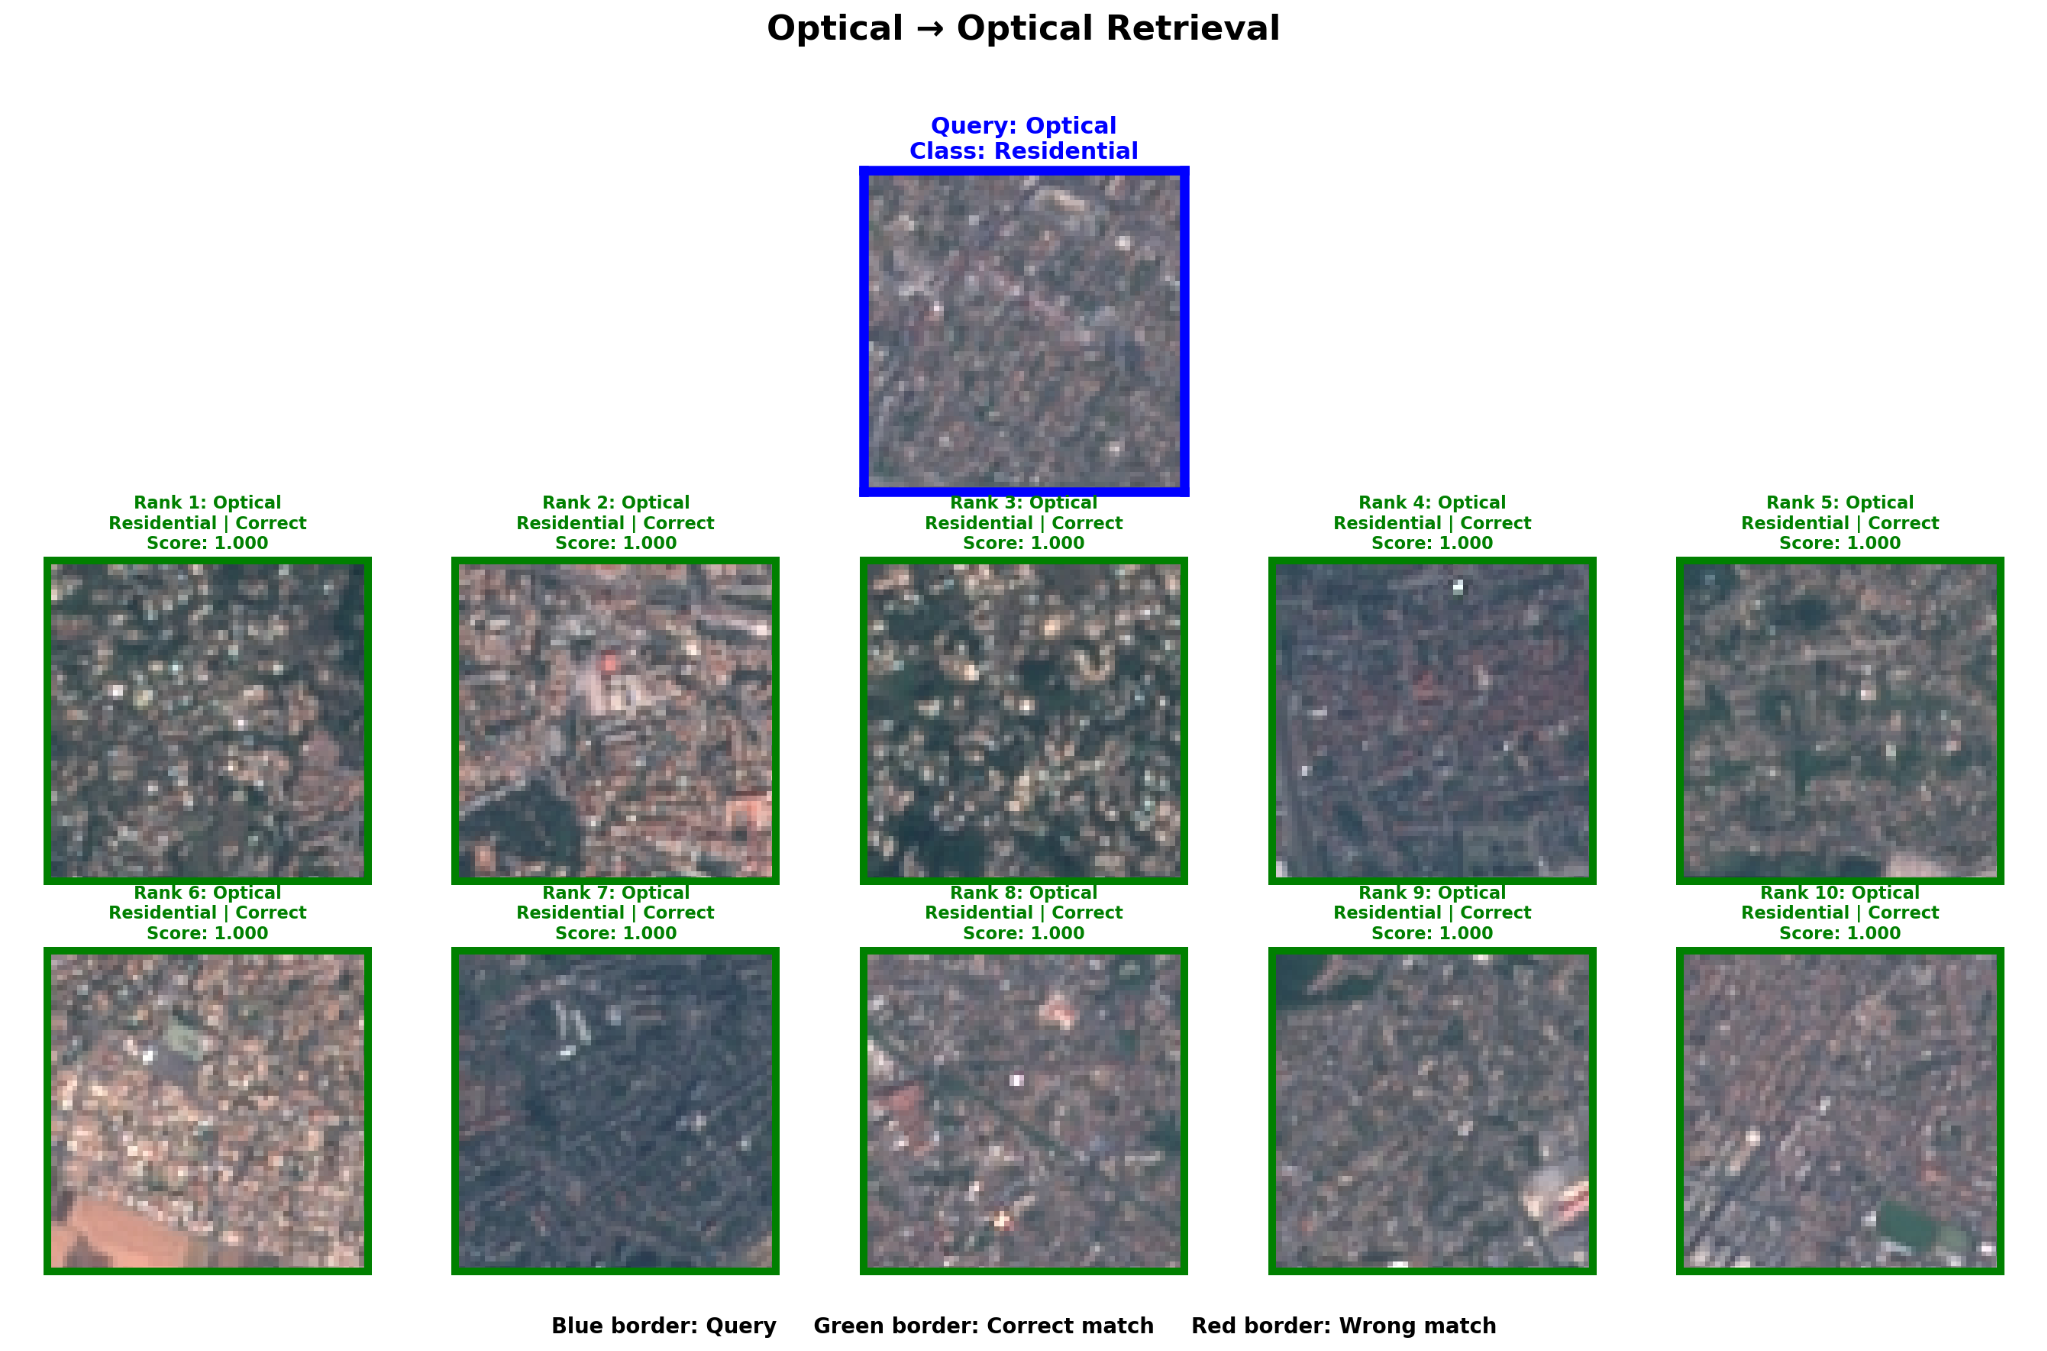 Optical → Optical Retrieval
Query: Optical
Class: Residential
Rank 1: Optical
Residential | Correct
Score: 1.000
Rank 2: Optical
Residential | Correct
Score: 1.000
Rank 3: Optical
Residential | Correct
Score: 1.000
Rank 4: Optical
Residential | Correct
Score: 1.000
Rank 5: Optical
Residential | Correct
Score: 1.000
Rank 6: Optical
Residential | Correct
Score: 1.000
Rank 7: Optical
Residential | Correct
Score: 1.000
Rank 8: Optical
Residential | Correct
Score: 1.000
Rank 9: Optical
Residential | Correct
Score: 1.000
Rank 10: Optical
Residential | Correct
Score: 1.000
Blue border: Query Green border: Correct match Red border: Wrong match